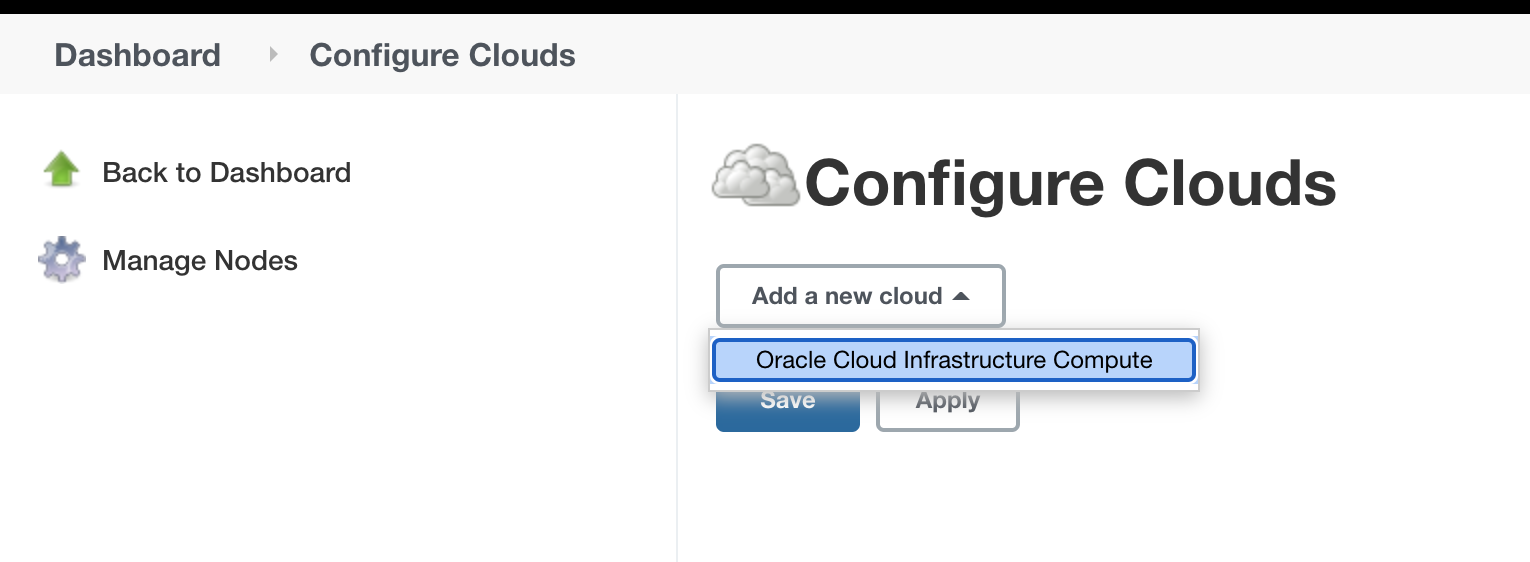 Dashboard
Configure Clouds
Back to Dashboard
Manage Nodes
Configure Clouds
Add a new cloud
Oracle Cloud Infrastructure Compute
Save
Apply